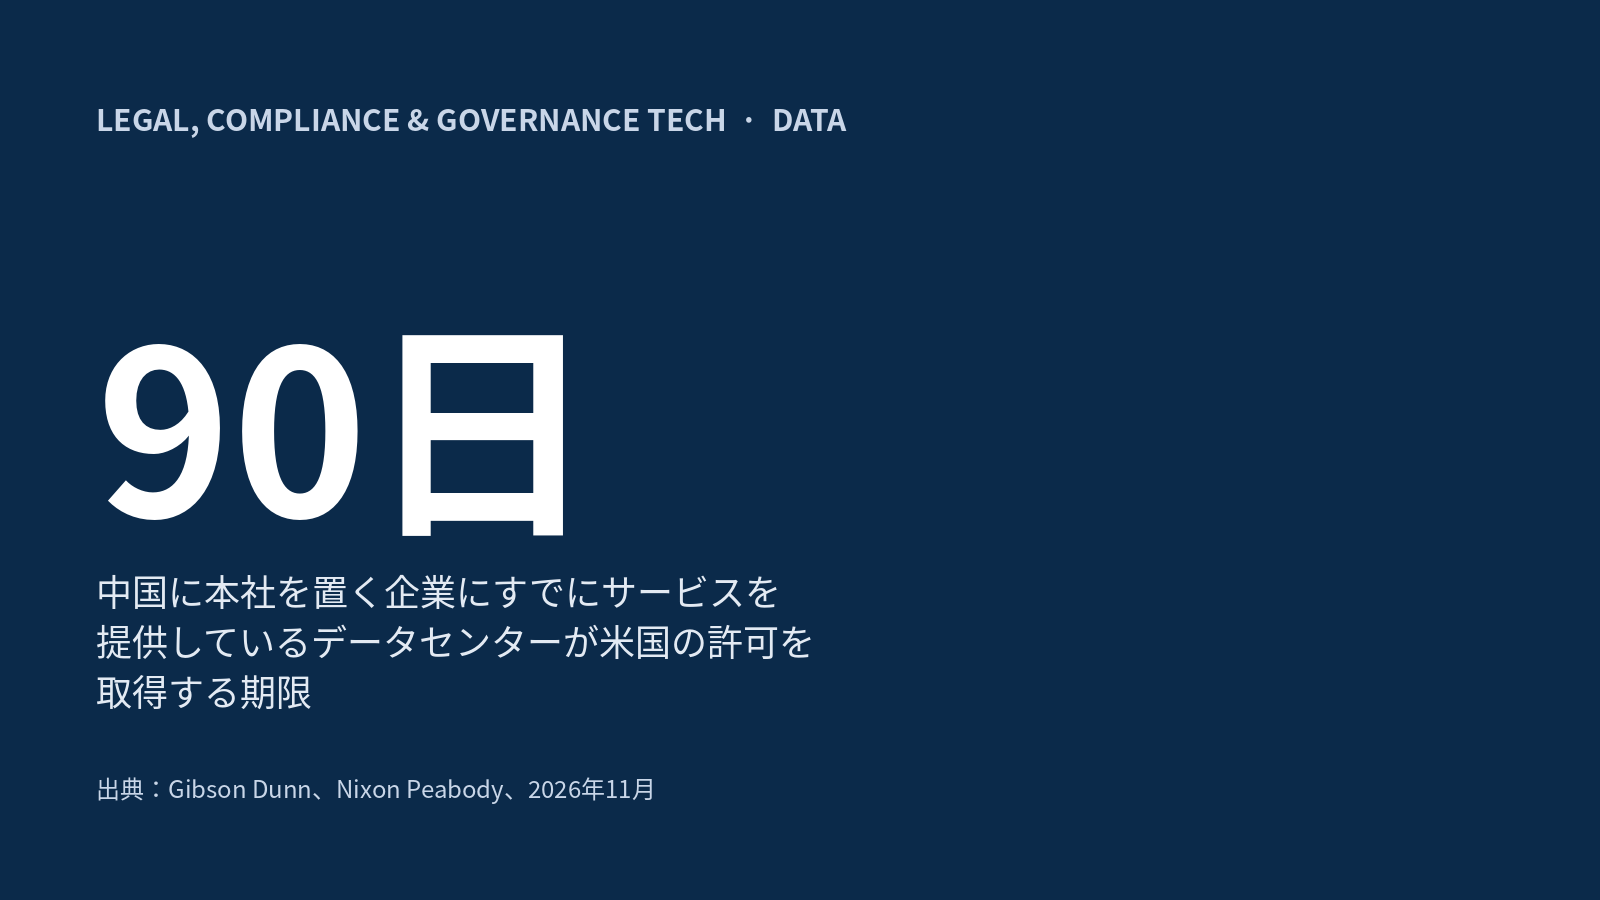 LEGAL, COMPLIANCE & GOVERNANCE TECH · DATA
90日
中国に本社を置く企業にすでにサービスを
提供しているデータセンターが米国の許可を
取得する期限
出典：Gibson Dunn、Nixon Peabody、2026年11月